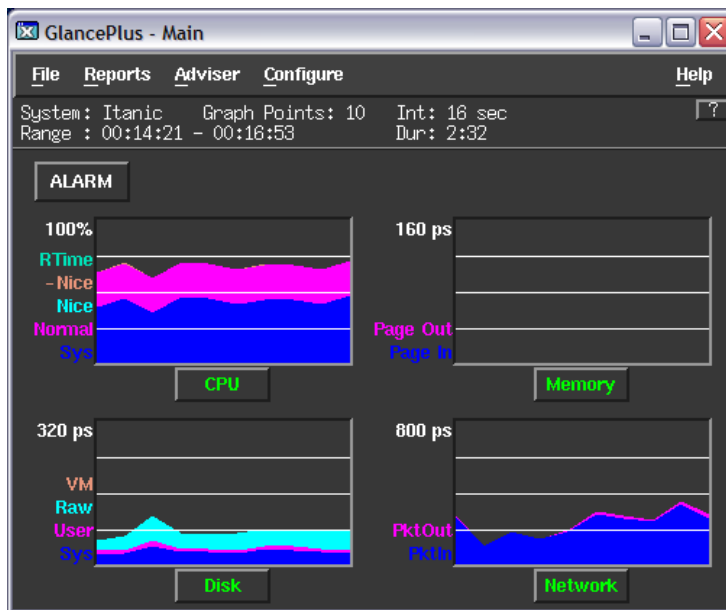 GlancePlus - Main
File Reports Adviser Configure Help
System: Itanic Graph Points: 10 Int: 16 sec ?
Range : 00:14:21 - 00:16:53 Dur: 2:32
ALARM
100%
RTime
-Nice
Nice
Normal
Sys
CPU
160 ps
Page Out
Page In
Memory
320 ps
VM
Raw
User
Sys
Disk
800 ps
PktOut
PktIn
Network